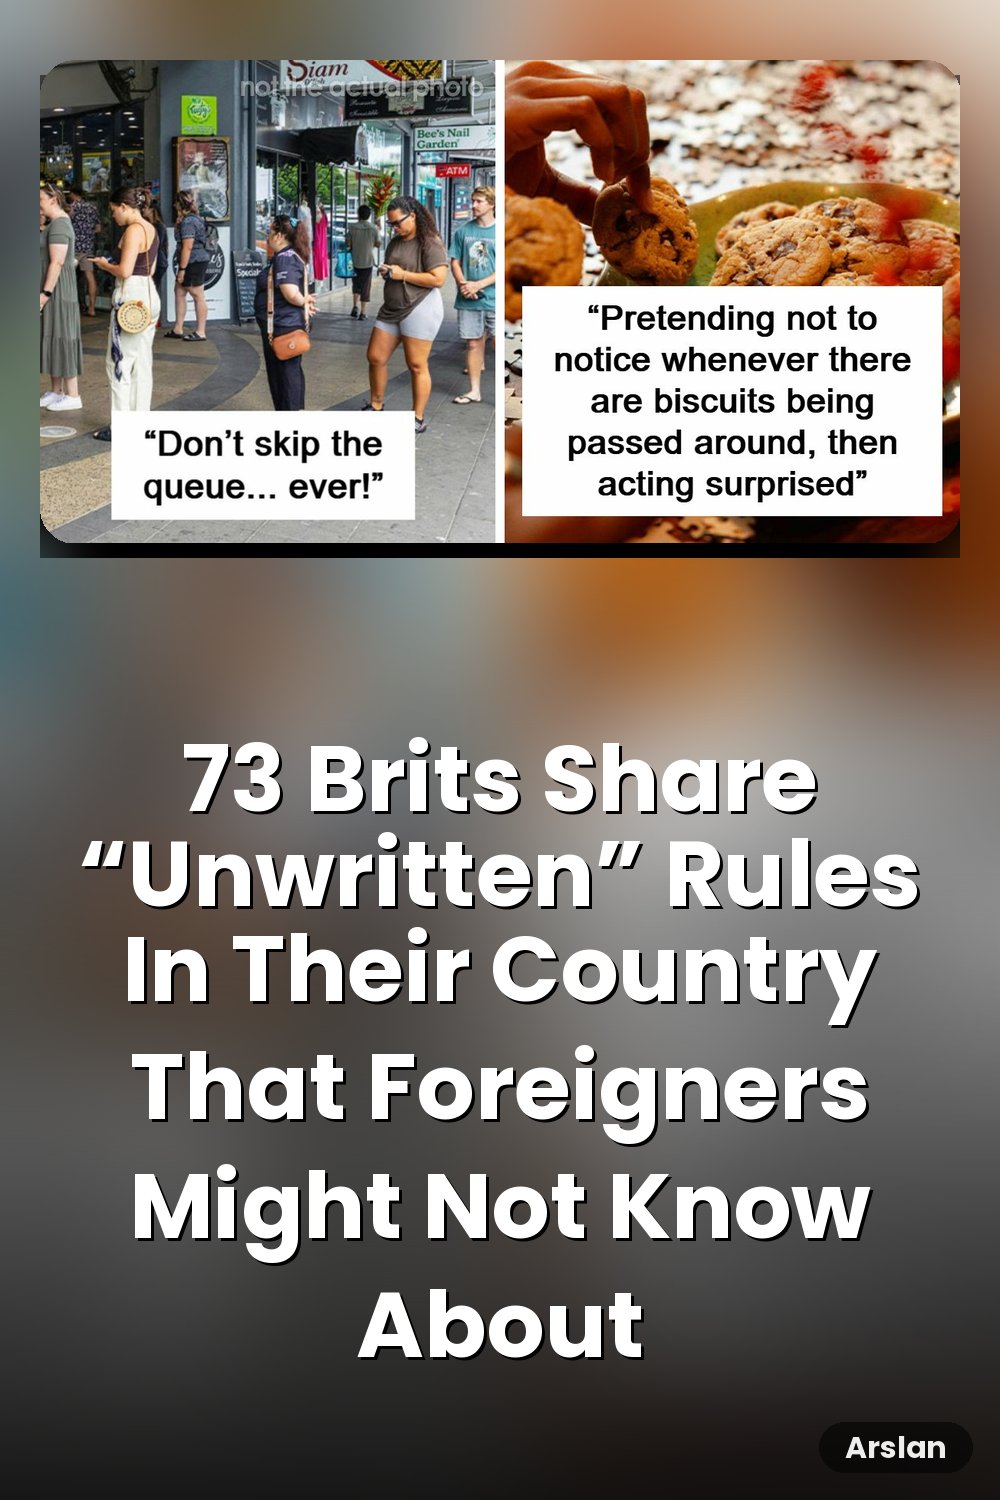 Siam
not the actual photo
Bee's Nail
Garden
ATM
Specials
“Don’t skip the
queue... ever!”
“Pretending not to
notice whenever there
are biscuits being
passed around, then
acting surprised”
73 Brits Share
“Unwritten” Rules
In Their Country
That Foreigners
Might Not Know
About
Arslan